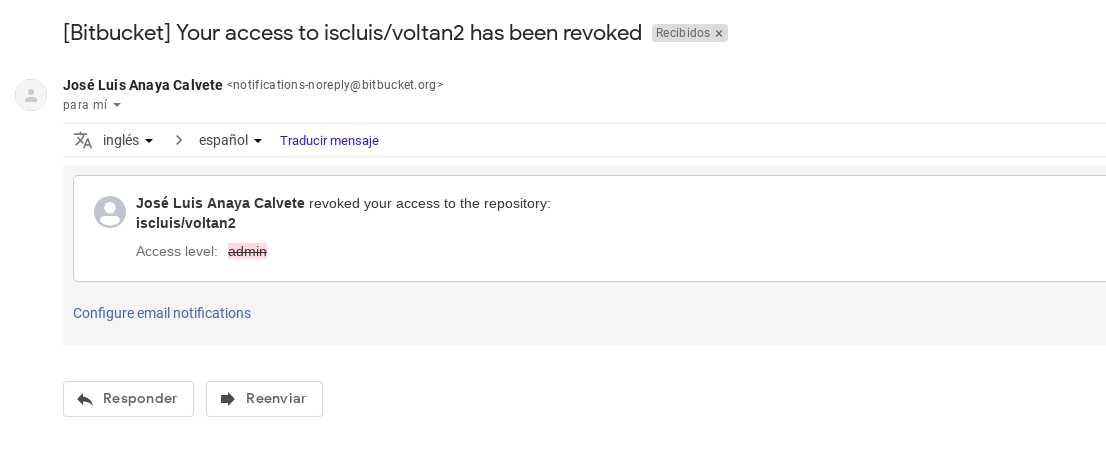 [Bitbucket] Your access to iscluis/voltan2 has been revoked Recibidos ×
José Luis Anaya Calvete <notifications-noreply@bitbucket.org>
para mí
inglés > español Traducir mensaje
José Luis Anaya Calvete revoked your access to the repository:
iscluis/voltan2
Access level: admin
Configure email notifications
Responder Reenviar